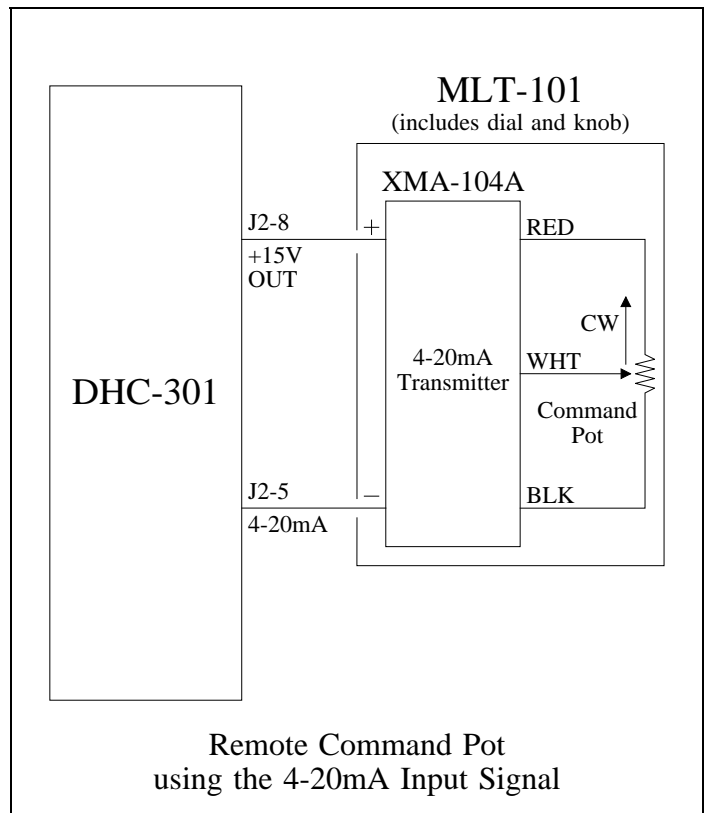 MLT-101
(includes dial and knob)
XMA-104A
J2-8
+
RED
+15V
OUT
CW
4-20mA
Transmitter
WHT
DHC-301
Command
Pot
J2-5
−
BLK
4-20mA
Remote Command Pot
using the 4-20mA Input Signal